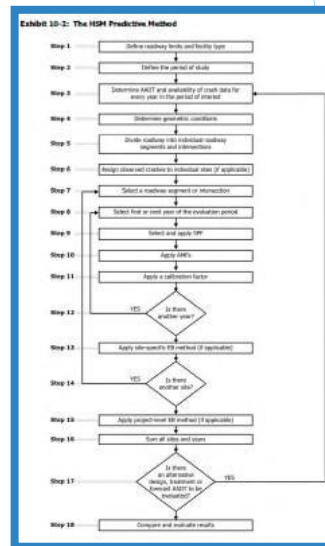 Exhibit 10-2: The HSM Predictive Method
Step 1
Define roadway limits and facility type
Step 2
Define the period of study
Step 3
Determine AADT and availability of crash data for
every year in the period of interest
Step 4
Determine geometric conditions
Step 5
Divide roadway into individual roadway
segments and intersections
Step 6
Assign observed crashes to individual sites (if applicable)
Step 7
Select a roadway segment or intersection
Step 8
Select first or next year of the evaluation period
Step 9
Select and apply SPF
Step 10
Apply AMFs
Step 11
Apply a calibration factor
Step 12
YES
Is there
another year?
Step 13
Apply site-specific EB method (if applicable)
Step 14
YES
Is there
another site?
Step 15
Apply project-level EB method (if applicable)
Step 16
Sum all sites and years
Step 17
Is there
an alternative
design, treatment or
forecast AADT to be
evaluated?
YES
Step 18
Compare and evaluate results